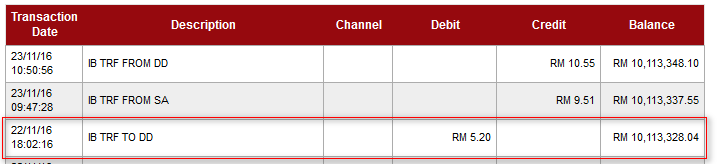 Transaction Date Description Channel Debit Credit Balance
23/11/16 10:50:56 IB TRF FROM DD RM 10.55 RM 10,113,348.10
23/11/16 09:47:28 IB TRF FROM SA RM 9.51 RM 10,113,337.55
22/11/16 18:02:16 IB TRF TO DD RM 5.20 RM 10,113,328.04